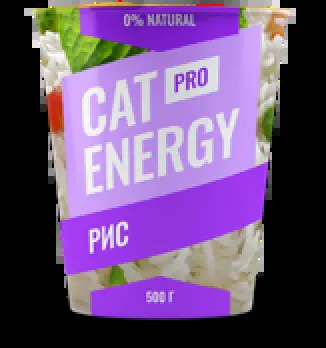 0% NATURAL
CAT PRO
ENERGY
РИС
500 Г